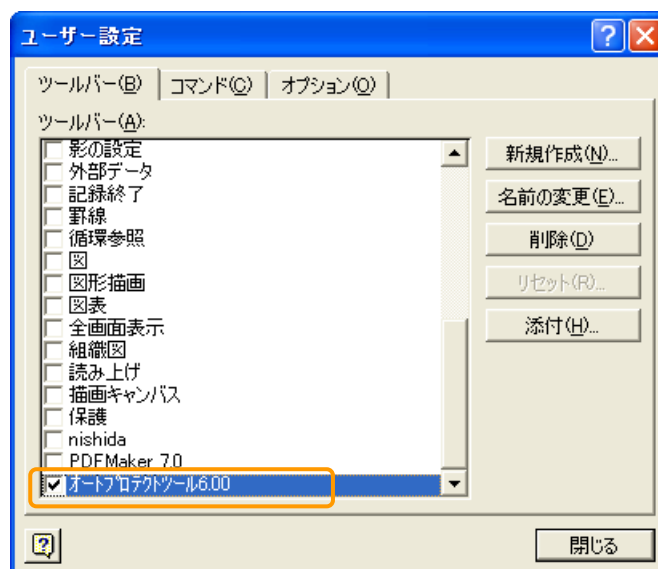 ユーザー設定
ツールバー(B) コマンド(C) オプション(O)
ツールバー(A):
影の設定
外部データ
記録終了
罫線
循環参照
図
図形描画
図表
全画面表示
組織図
読み上げ
描画キャンバス
保護
nishida
PDFMaker 7.0
オートプロテクトツール6.00
新規作成(N)...
名前の変更(E)...
削除(D)
リセット(R)...
添付(H)...
閉じる